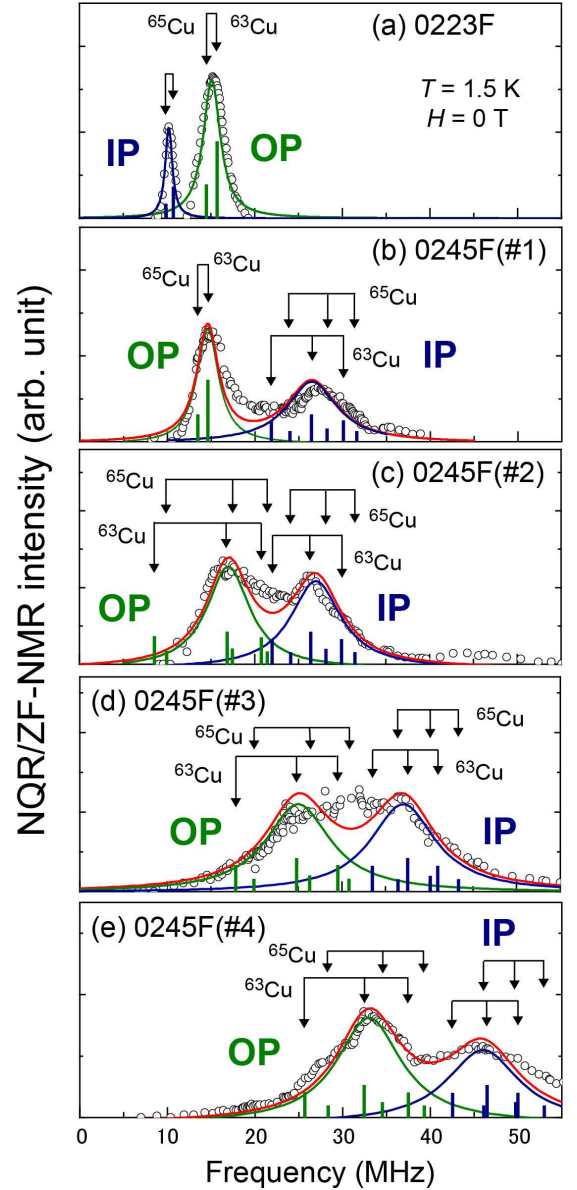 (a) 0223F
⁶⁵Cu ⁶³Cu
T = 1.5 K
H = 0 T
IP OP
(b) 0245F(#1)
⁶⁵Cu ⁶³Cu
⁶⁵Cu
OP ⁶³Cu IP
(c) 0245F(#2)
⁶⁵Cu ⁶⁵Cu
⁶³Cu ⁶³Cu
OP IP
(d) 0245F(#3)
⁶⁵Cu ⁶⁵Cu
⁶³Cu ⁶³Cu
OP IP
(e) 0245F(#4) IP
⁶⁵Cu
⁶³Cu
OP
0 10 20 30 40 50
Frequency (MHz)
NQR/ZF-NMR intensity (arb. unit)